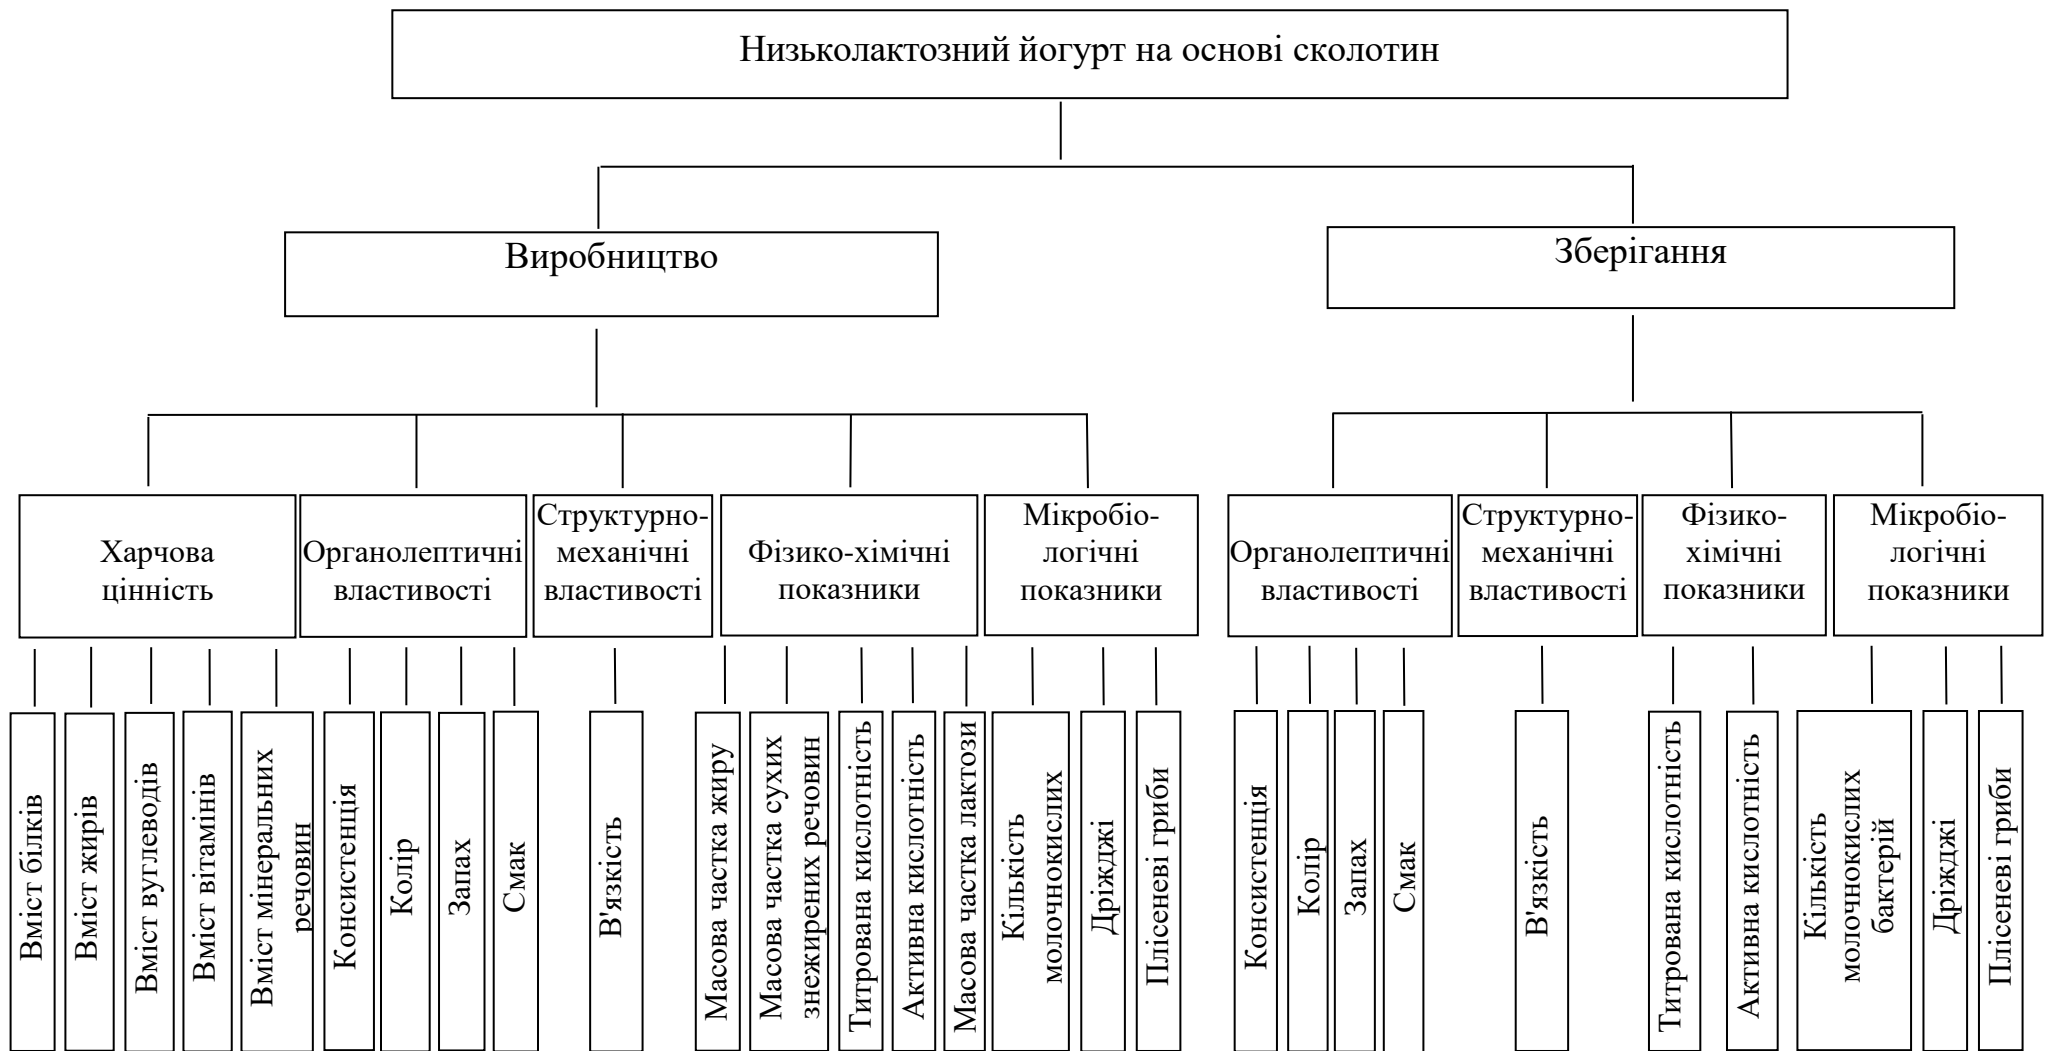 Низьколактозний йогурт на основі сколотин
Виробництво
Зберігання
Харчова
цінність
Органолептичні
властивості
Структурно-
механічні
властивості
Фізико-хімічні
показники
Мікробіо-
логічні
показники
Органолептичні
властивості
Структурно-
механічні
властивості
Фізико-
хімічні
показники
Мікробіо-
логічні
показники
Вміст білків
Вміст жирів
Вміст вуглеводів
Вміст вітамінів
Вміст мінеральних
речовин
Консистенція
Колір
Запах
Смак
В'язкість
Масова частка жиру
Масова частка сухих
знежирених речовин
Титрована кислотність
Активна кислотність
Масова частка лактози
Кількість
молочнокислих
Дріжджі
Плісеневі гриби
Консистенція
Колір
Запах
Смак
В'язкість
Титрована кислотність
Активна кислотність
Кількість
молочнокислих
бактерій
Дріжджі
Плісеневі гриби